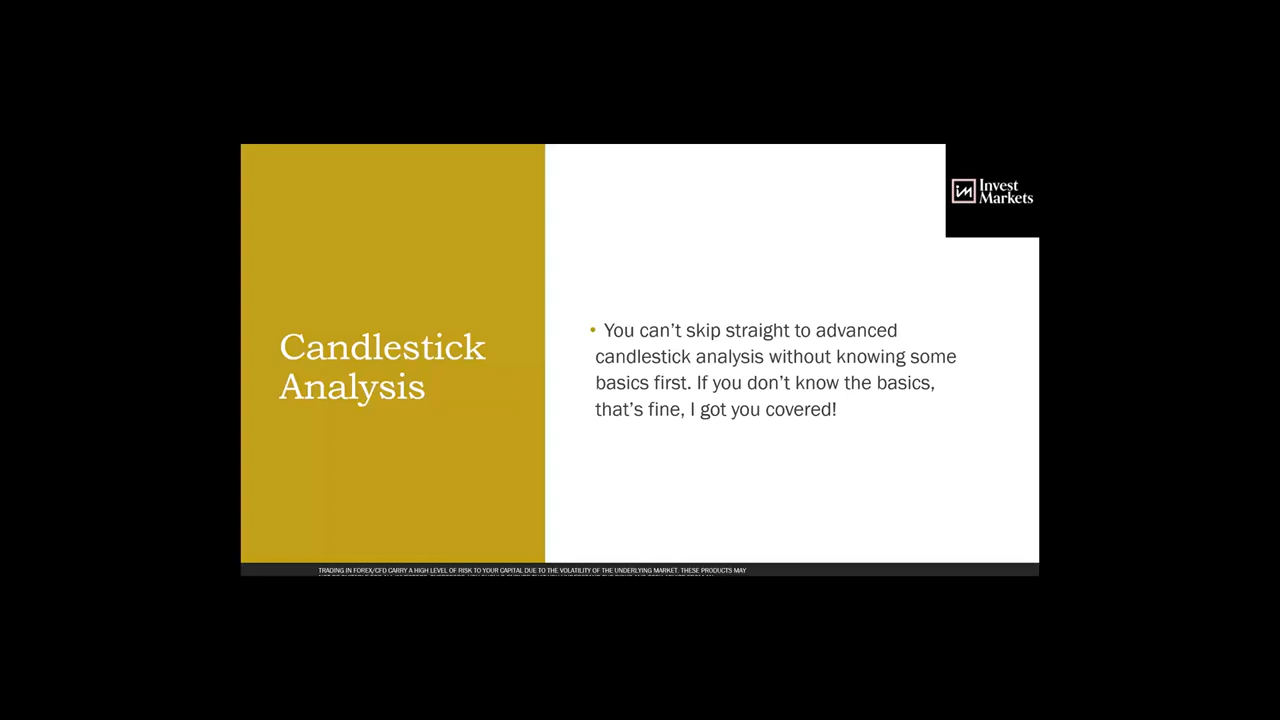 Invest
Markets
Candlestick
Analysis
• You can’t skip straight to advanced
candlestick analysis without knowing some
basics first. If you don’t know the basics,
that’s fine, I got you covered!
TRADING IN FOREX/CFD CARRY A HIGH LEVEL OF RISK TO YOUR CAPITAL DUE TO THE VOLATILITY OF THE UNDERLYING MARKET. THESE PRODUCTS MAY